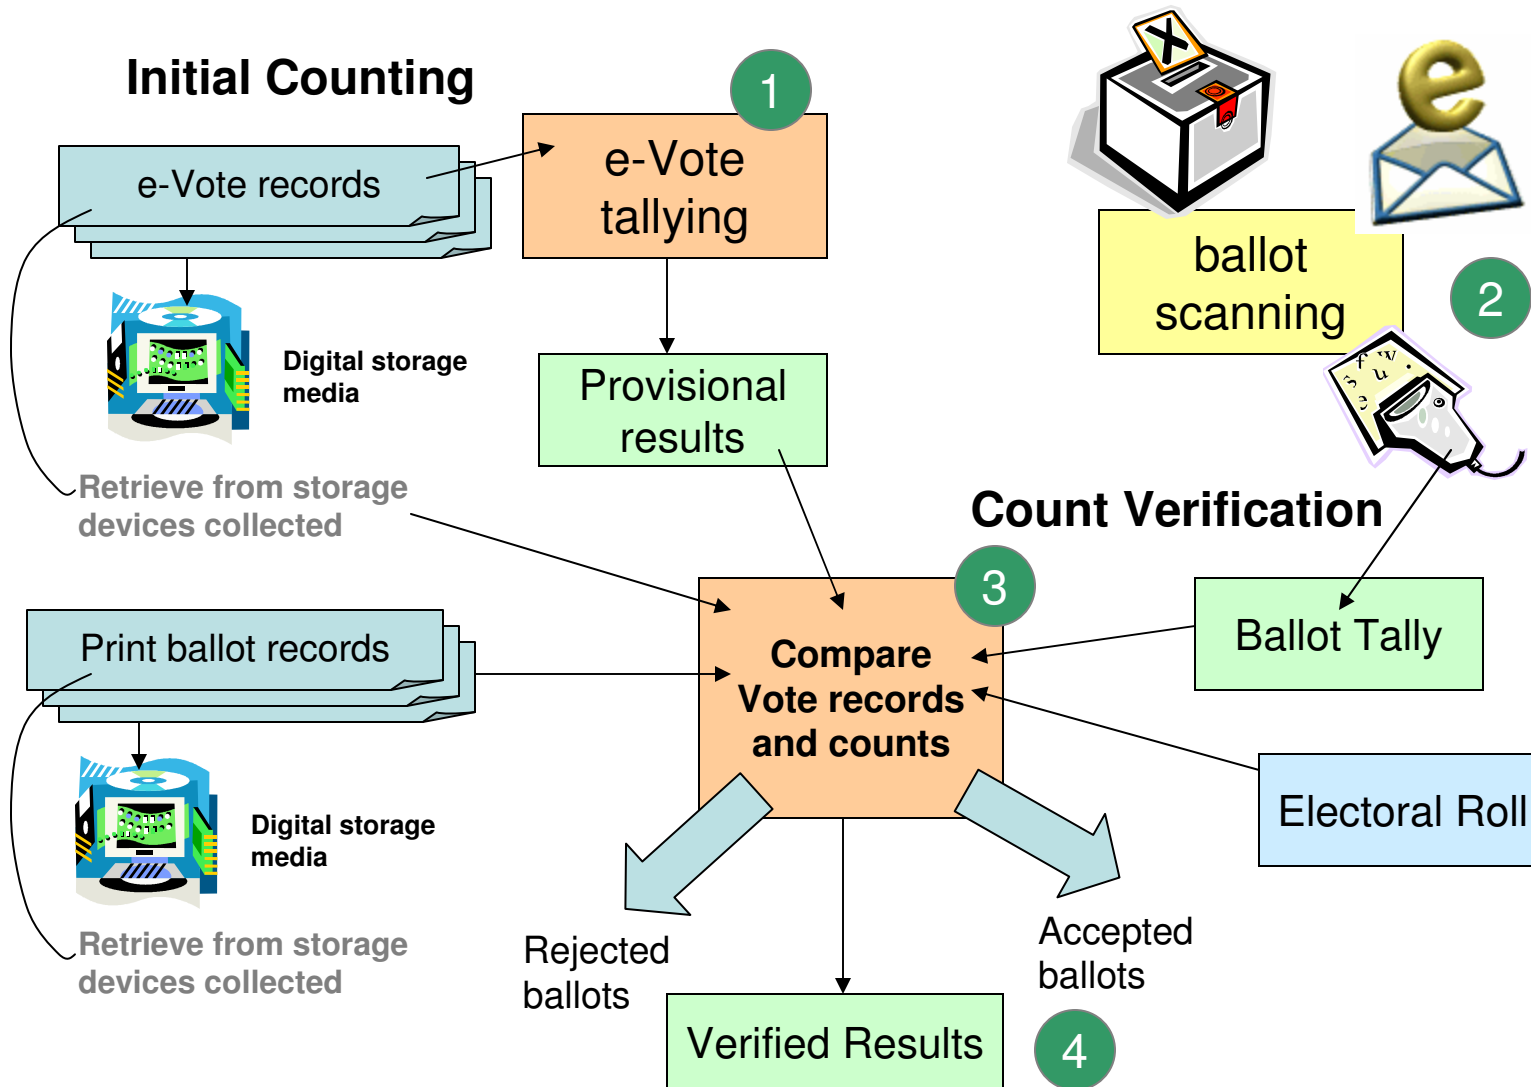 Initial Counting
1
e-Vote records
e-Vote
tallying
Digital storage
media
Provisional
results
Retrieve from storage
devices collected
X
e
ballot
scanning
2
Count Verification
3
Print ballot records
Compare
Vote records
and counts
Ballot Tally
Electoral Roll
Digital storage
media
Retrieve from storage
devices collected
Rejected
ballots
Accepted
ballots
Verified Results
4